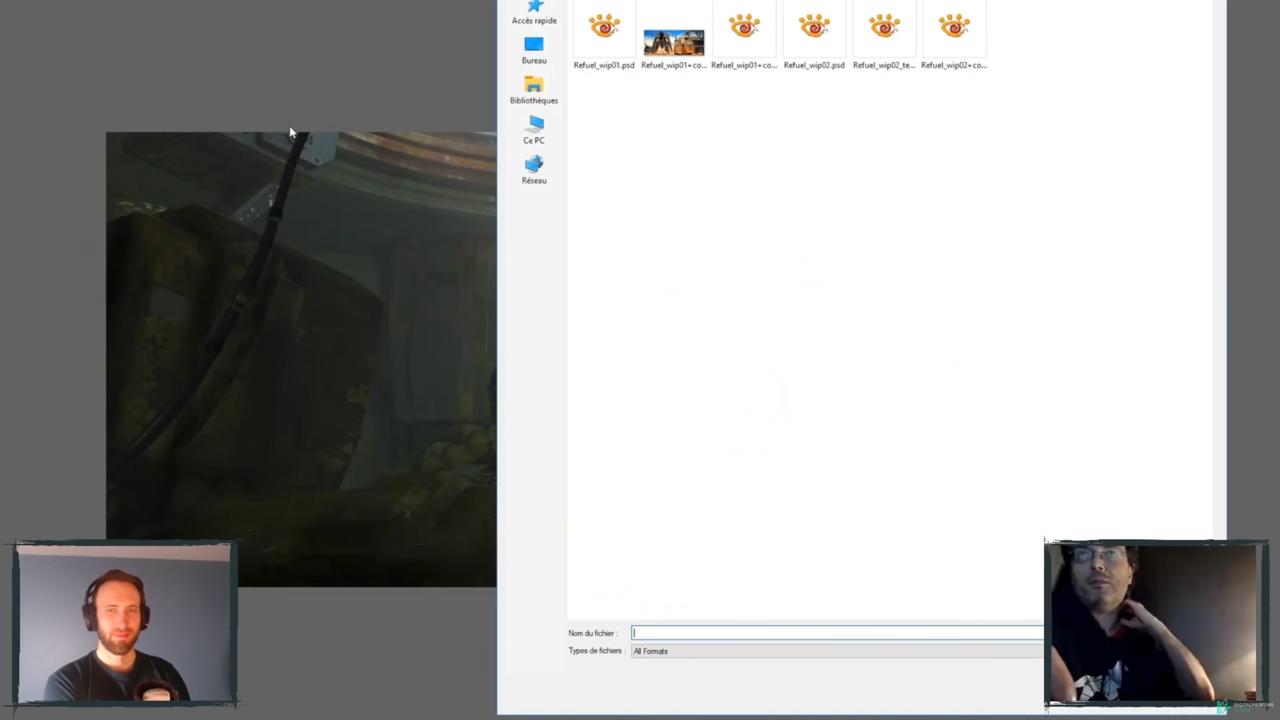 Accès rapide
Bureau
Bibliothèques
Ce PC
Réseau
Refuel_wip01.psd
Refuel_wip01+co...
Refuel_wip01+co...
Refuel_wip02.psd
Refuel_wip02_te...
Refuel_wip02+co...
Nom du fichier :
Types de fichiers :
All Formats
DIGITALPAINTING